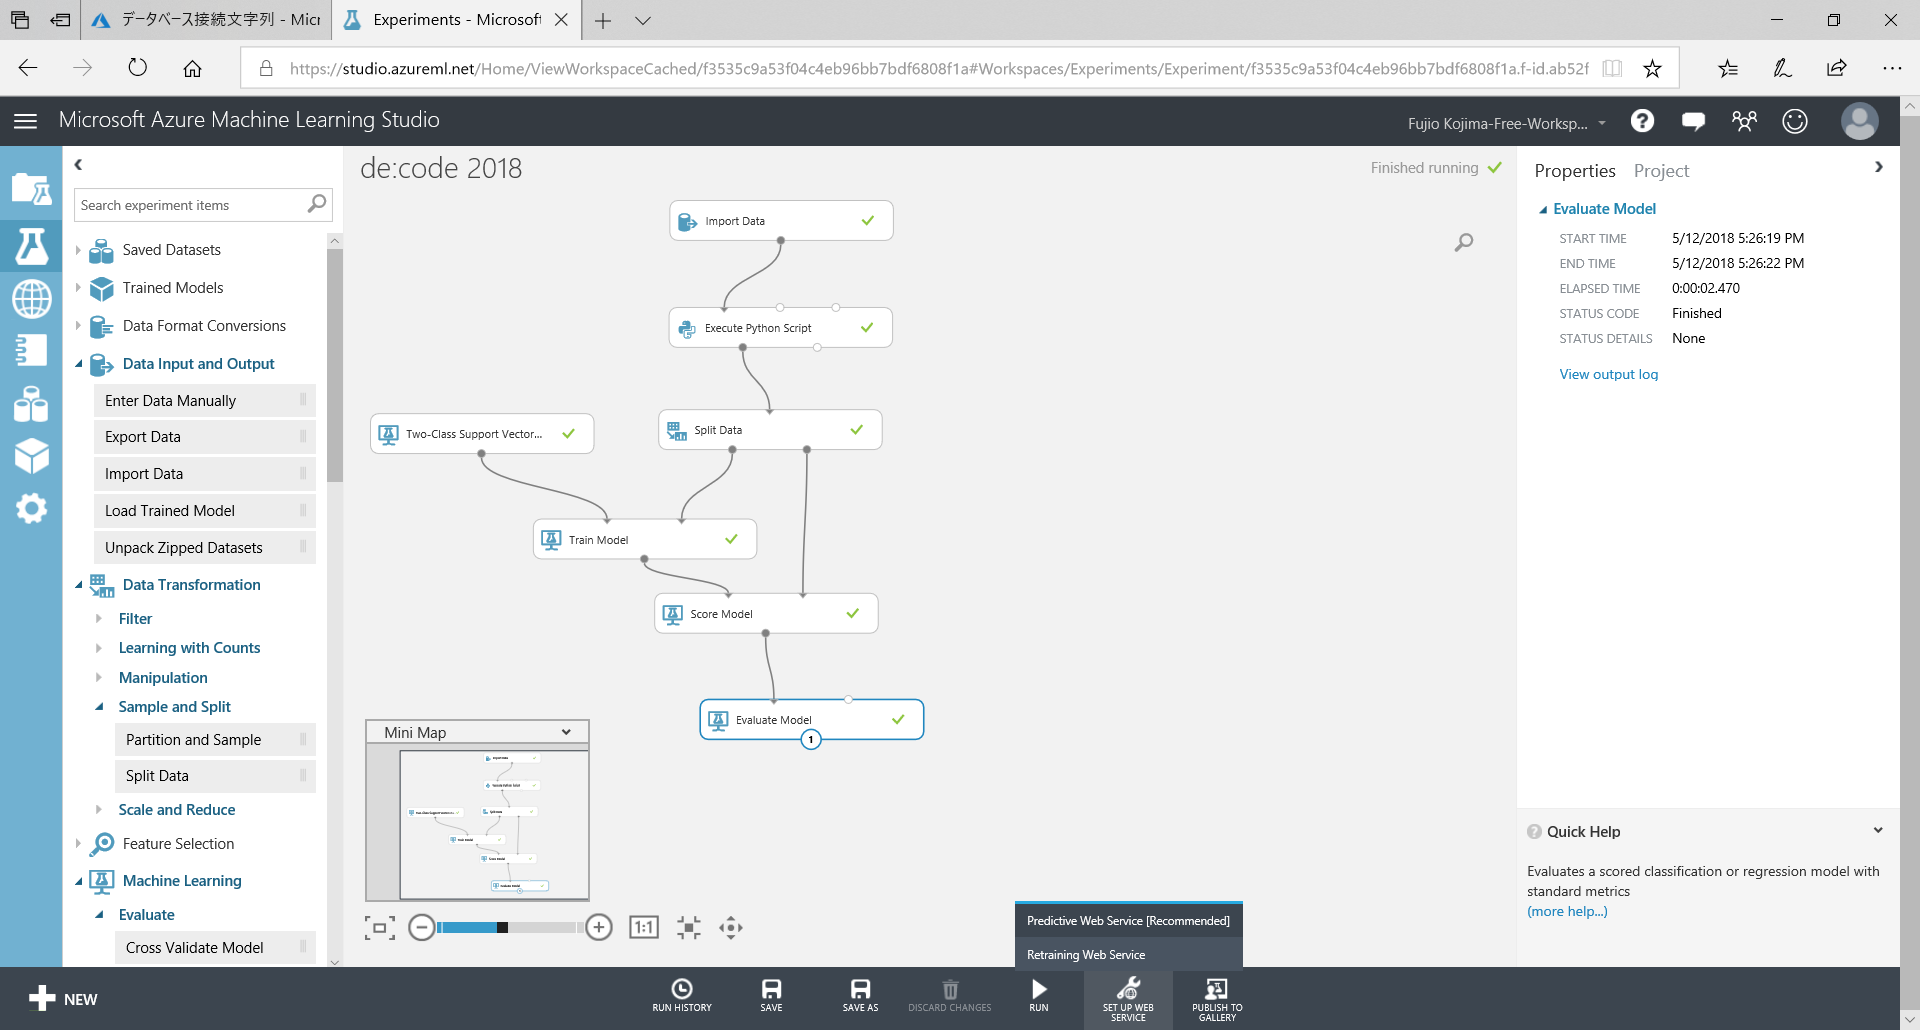 データベース接続文字列 - Micr
Experiments - Microsoft
https://studio.azureml.net/Home/ViewWorkspaceCached/f3535c9a53f04c4eb96bb7bdf6808f1a#Workspaces/Experiments/Experiment/f3535c9a53f04c4eb96bb7bdf6808f1a.f-id.ab52f
Microsoft Azure Machine Learning Studio
Fujio Kojima-Free-Worksp...
Search experiment items
Saved Datasets
Trained Models
Data Format Conversions
Data Input and Output
Enter Data Manually
Export Data
Import Data
Load Trained Model
Unpack Zipped Datasets
Data Transformation
Filter
Learning with Counts
Manipulation
Sample and Split
Partition and Sample
Split Data
Scale and Reduce
Feature Selection
Machine Learning
Evaluate
Cross Validate Model
de:code 2018
Finished running
Import Data
Execute Python Script
Two-Class Support Vector...
Split Data
Train Model
Score Model
Evaluate Model
1
Mini Map
1:1
Properties
Project
Evaluate Model
START TIME 5/12/2018 5:26:19 PM
END TIME 5/12/2018 5:26:22 PM
ELAPSED TIME 0:00:02.470
STATUS CODE Finished
STATUS DETAILS None
View output log
Quick Help
Evaluates a scored classification or regression model with
standard metrics
(more help...)
Predictive Web Service [Recommended]
Retraining Web Service
NEW
RUN HISTORY
SAVE
SAVE AS
DISCARD CHANGES
RUN
SET UP WEB
SERVICE
PUBLISH TO
GALLERY